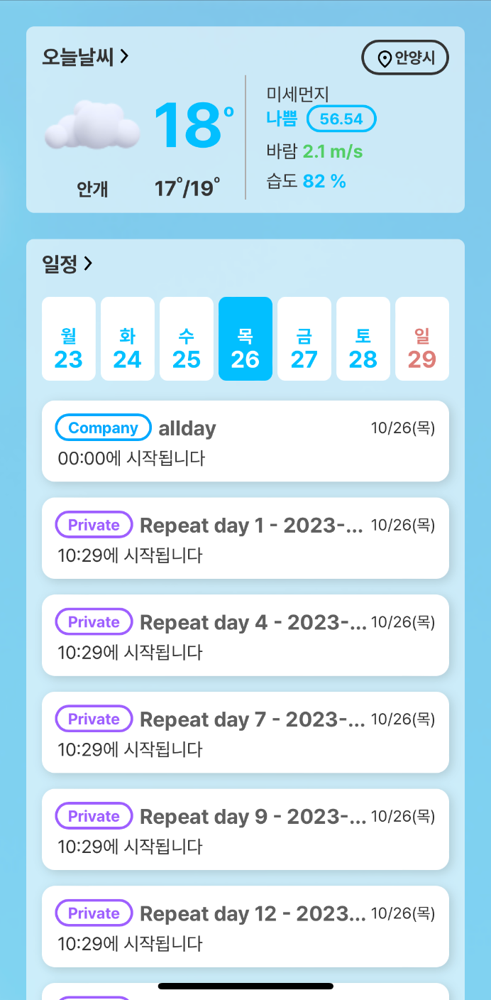 오늘날씨
안양시
18°
안개
17°/19°
미세먼지
나쁨 56.54
바람 2.1 m/s
습도 82 %
일정
월 화 수 목 금 토 일
23 24 25 26 27 28 29
Company allday 10/26(목)
00:00에 시작됩니다
Private Repeat day 1 - 2023-... 10/26(목)
10:29에 시작됩니다
Private Repeat day 4 - 2023-... 10/26(목)
10:29에 시작됩니다
Private Repeat day 7 - 2023-... 10/26(목)
10:29에 시작됩니다
Private Repeat day 9 - 2023-... 10/26(목)
10:29에 시작됩니다
Private Repeat day 12 - 2023... 10/26(목)
10:29에 시작됩니다